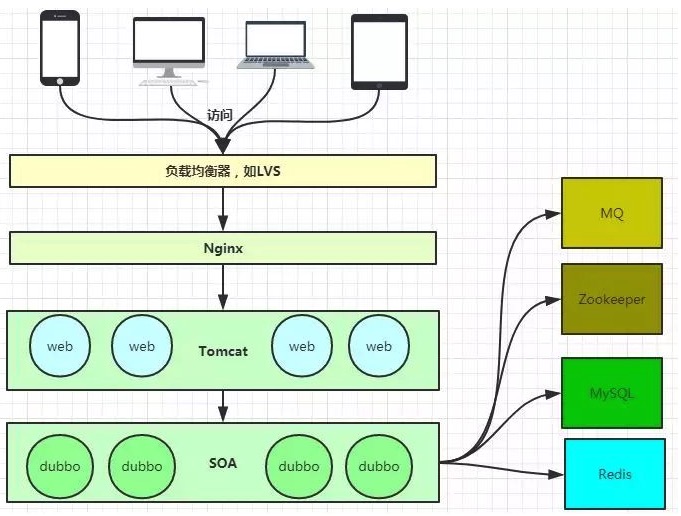 访问
负载均衡器，如LVS
Nginx
web
web
Tomcat
web
web
dubbo
dubbo
SOA
dubbo
dubbo
MQ
Zookeeper
MySQL
Redis